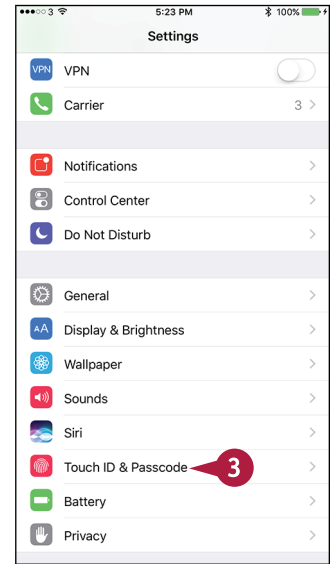 3 5:23 PM 100%
Settings
VPN VPN
Carrier 3
Notifications
Control Center
Do Not Disturb
General
AA Display & Brightness
Wallpaper
Sounds
Siri
Touch ID & Passcode 3
Battery
Privacy